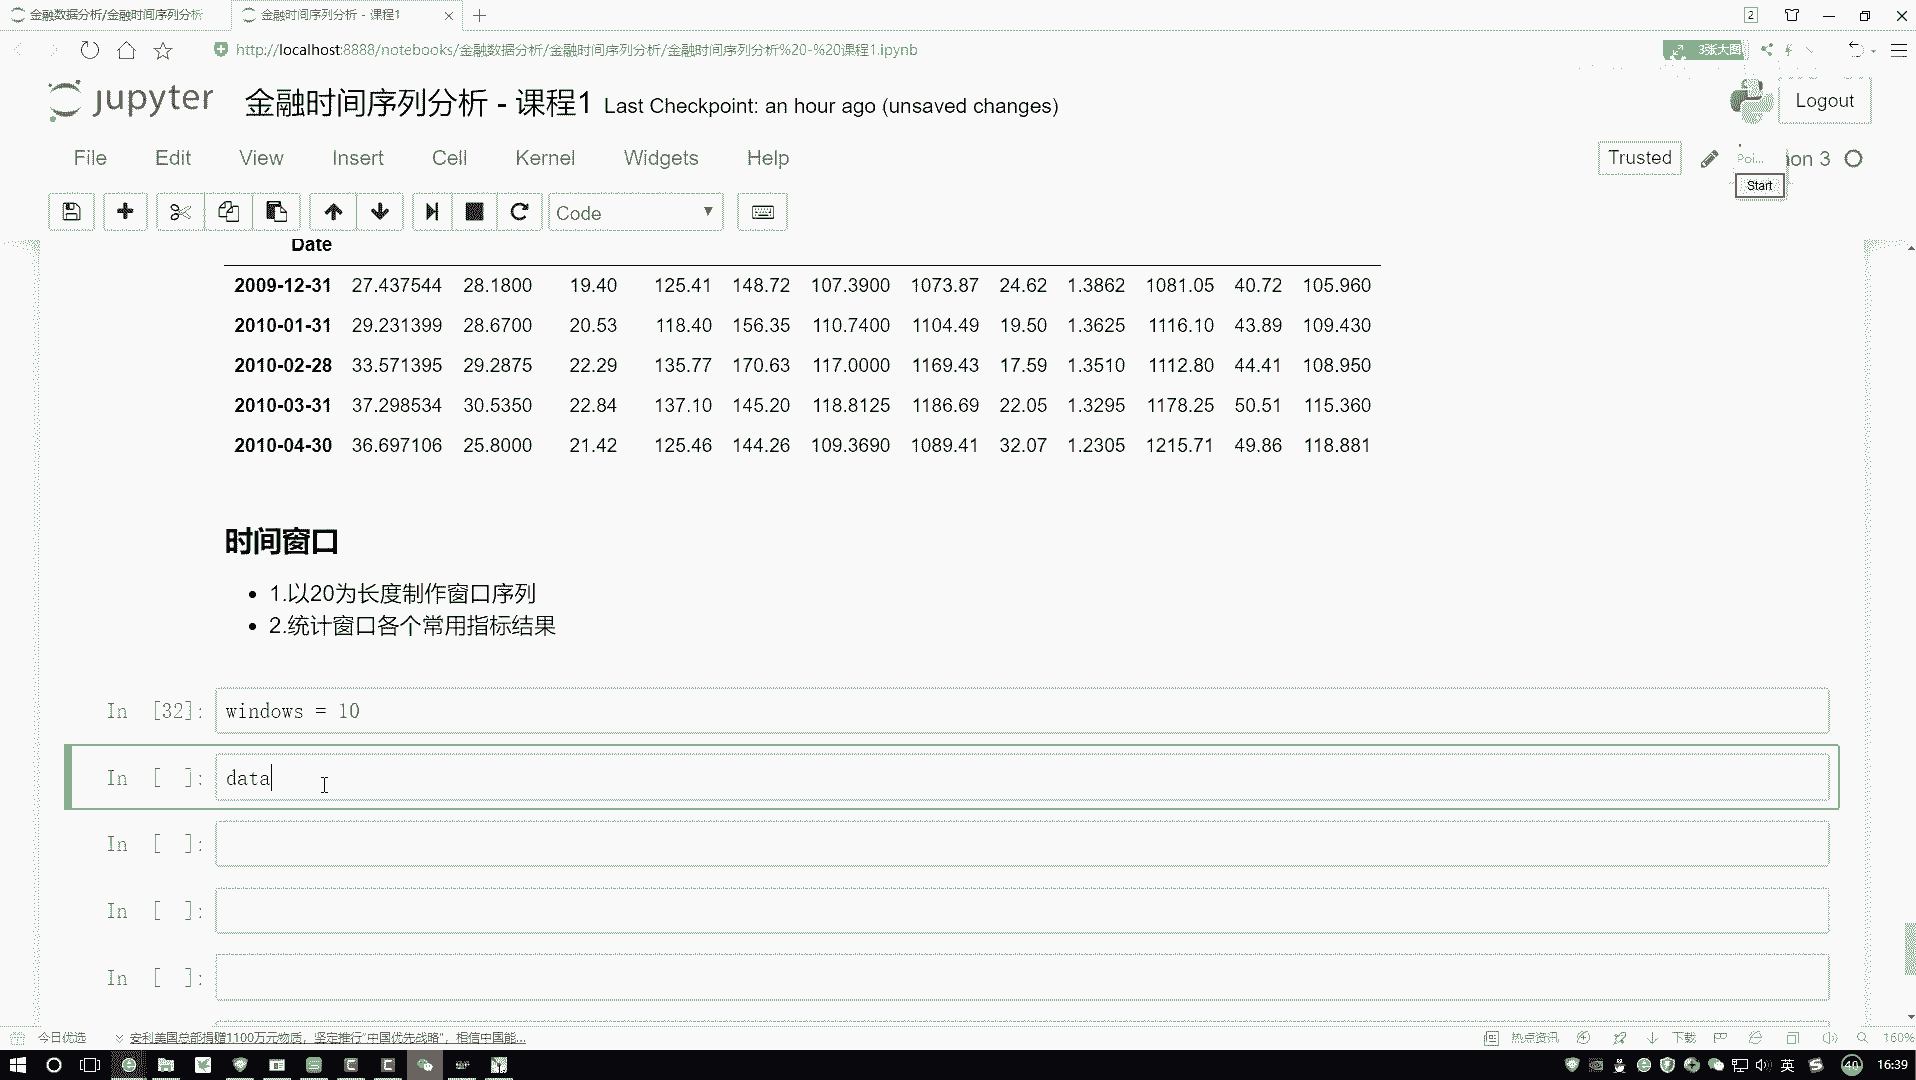 金融数据分析/金融时间序列分析
金融时间序列分析 - 课程1
2
http://localhost:8888/notebooks/金融数据分析/金融时间序列分析/金融时间序列分析%20-%20课程1.ipynb
3张大图
jupyter
金融时间序列分析 - 课程1 Last Checkpoint: an hour ago (unsaved changes)
Logout
File Edit View Insert Cell Kernel Widgets Help
Trusted
Poi...
on 3
Start
Code
Date
2009-12-31 27.437544 28.1800 19.40 125.41 148.72 107.3900 1073.87 24.62 1.3862 1081.05 40.72 105.960
2010-01-31 29.231399 28.6700 20.53 118.40 156.35 110.7400 1104.49 19.50 1.3625 1116.10 43.89 109.430
2010-02-28 33.571395 29.2875 22.29 135.77 170.63 117.0000 1169.43 17.59 1.3510 1112.80 44.41 108.950
2010-03-31 37.298534 30.5350 22.84 137.10 145.20 118.8125 1186.69 22.05 1.3295 1178.25 50.51 115.360
2010-04-30 36.697106 25.8000 21.42 125.46 144.26 109.3690 1089.41 32.07 1.2305 1215.71 49.86 118.881
时间窗口
• 1.以20为长度制作窗口序列
• 2.统计窗口各个常用指标结果
In [32]: windows = 10
In [ ]: data
In [ ]:
In [ ]:
In [ ]:
今日优选
安利美国总部捐赠1100万元物质，坚定推行“中国优先战略”，相信中国能...
热点资讯
下载
160%
英
40
16:39